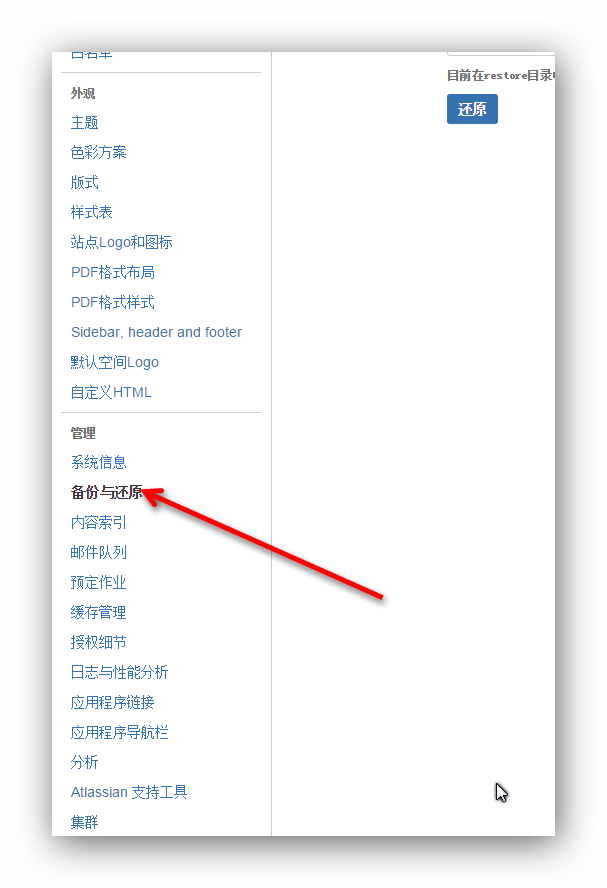 白名单
外观
主题
色彩方案
版式
样式表
站点Logo和图标
PDF格式布局
PDF格式样式
Sidebar, header and footer
默认空间Logo
自定义HTML
管理
系统信息
备份与还原
内容索引
邮件队列
预定作业
缓存管理
授权细节
日志与性能分析
应用程序链接
应用程序导航栏
分析
Atlassian 支持工具
集群
目前在restore目录
还原